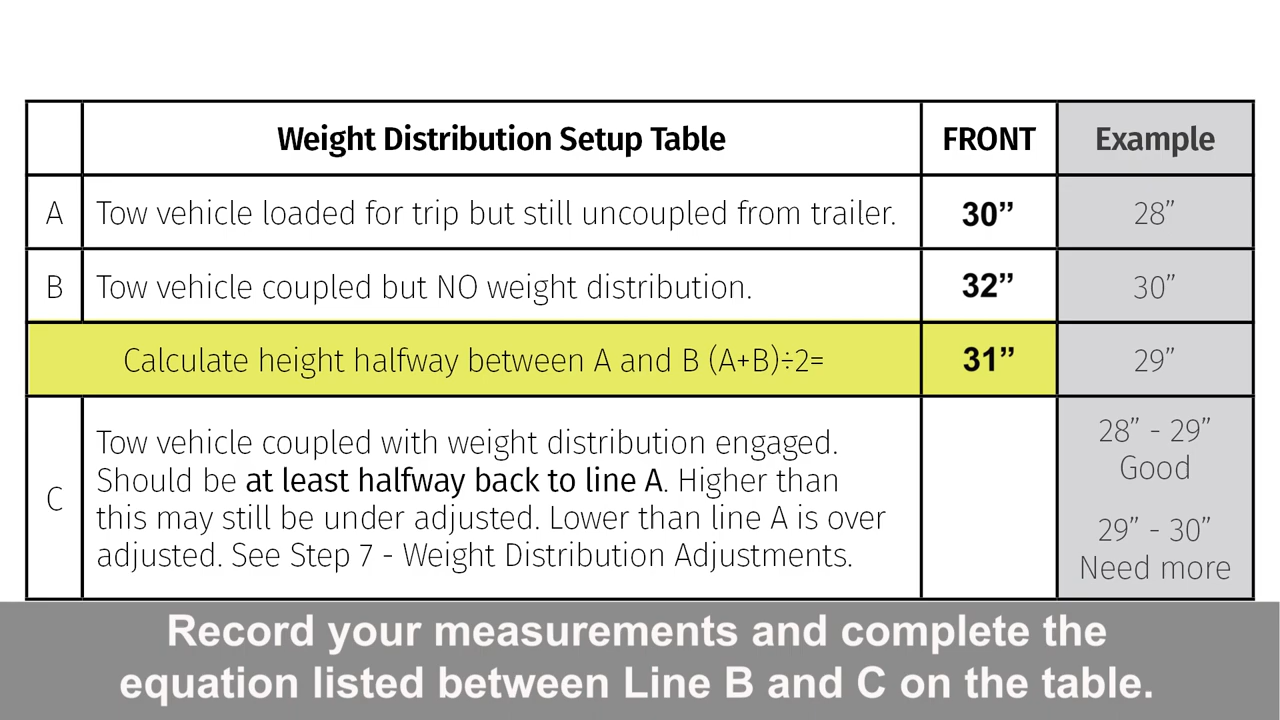 Weight Distribution Setup Table FRONT Example
A Tow vehicle loaded for trip but still uncoupled from trailer. 30” 28”
B Tow vehicle coupled but NO weight distribution. 32” 30”
Calculate height halfway between A and B (A+B)÷2= 31” 29”
C
Tow vehicle coupled with weight distribution engaged.
Should be at least halfway back to line A. Higher than
this may still be under adjusted. Lower than line A is over
adjusted. See Step 7 - Weight Distribution Adjustments.
28” - 29”
Good
29” - 30”
Need more
Record your measurements and complete the
equation listed between Line B and C on the table.